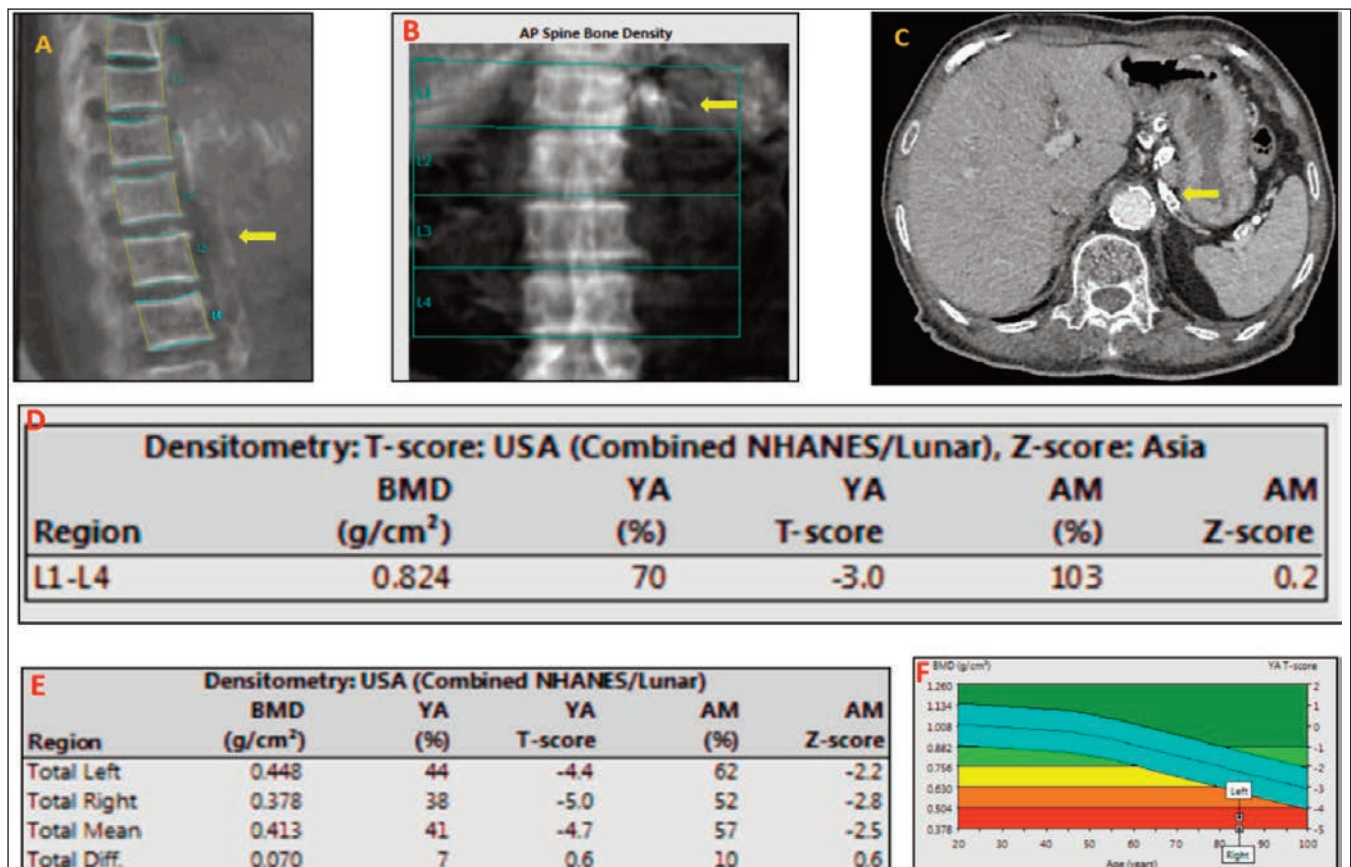 A
B
AP Spine Bone Density
L1
L2
L3
L4
C
D
Densitometry: T-score: USA (Combined NHANES/Lunar), Z-score: Asia
BMD YA YA AM AM
Region (g/cm²) (%) T-score (%) Z-score
L1-L4 0.824 70 -3.0 103 0.2
E
Densitometry: USA (Combined NHANES/Lunar)
BMD YA YA AM AM
Region (g/cm²) (%) T-score (%) Z-score
Total Left 0.448 44 -4.4 62 -2.2
Total Right 0.378 38 -5.0 52 -2.8
Total Mean 0.413 41 -4.7 57 -2.5
Total Diff. 0.070 7 0.6 10 0.6
F
BMD (g/cm²) YA T-score
1.260 2
1.134 1
1.008 0
0.882 -1
0.756 -2
0.630 -3
0.504 -4
0.378 -5
Left
Right
20 30 40 50 60 70 80 90 100
Age (years)